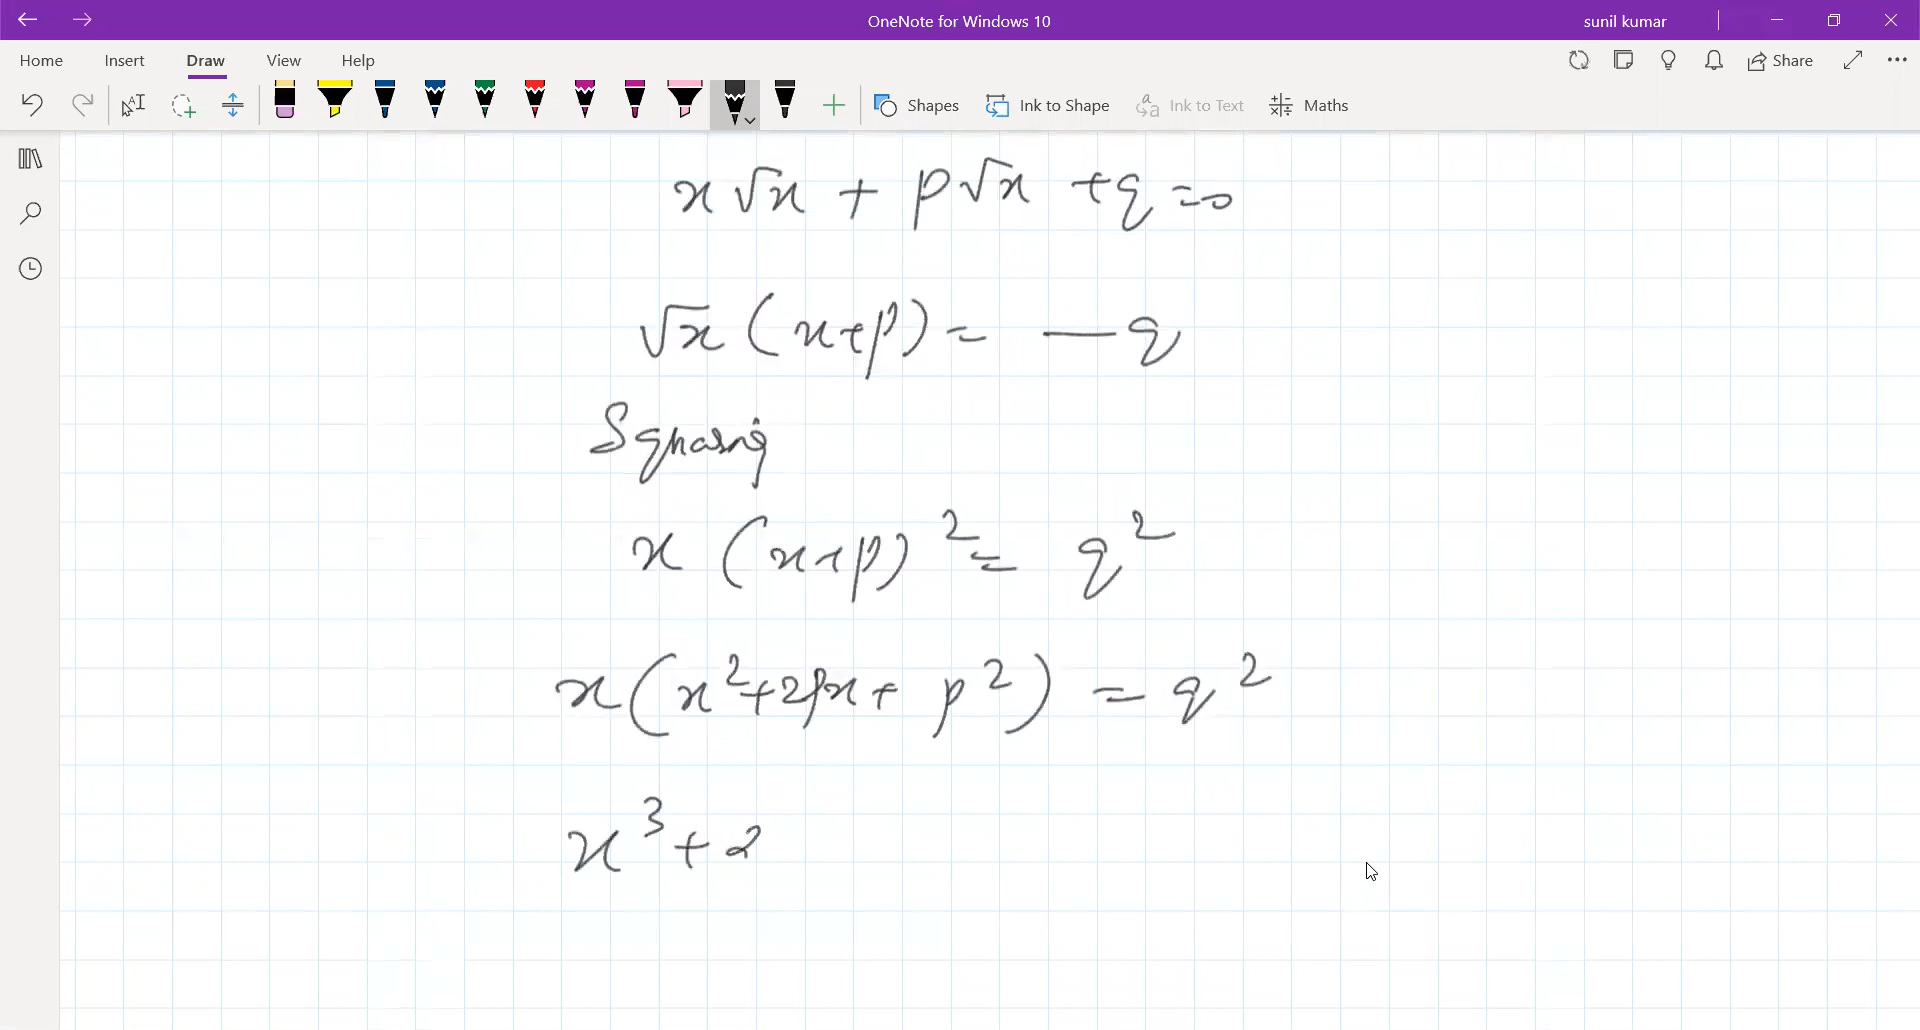 OneNote for Windows 10
sunil kumar
Home Insert Draw View Help
Share
Shapes Ink to Shape Ink to Text Maths
x √x + p √x + q = 0
√x (x+p) = - q
Squaring
x (x+p)² = q²
x(x²+2px+ p²) = q²
x³ + 2